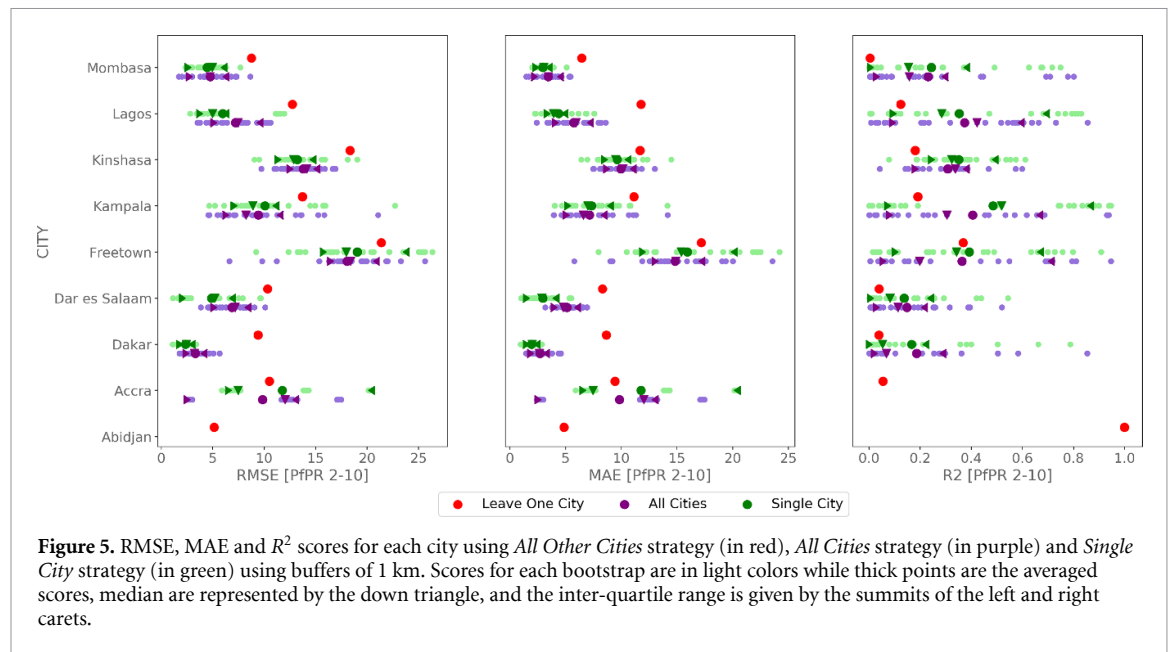 CITY
Mombasa
Lagos
Kinshasa
Kampala
Freetown
Dar es Salaam
Dakar
Accra
Abidjan
0 5 10 15 20 25
RMSE [PfPR 2-10]
0 5 10 15 20 25
MAE [PfPR 2-10]
0.0 0.2 0.4 0.6 0.8 1.0
R2 [PfPR 2-10]
Leave One City All Cities Single City
Figure 5. RMSE, MAE and R² scores for each city using All Other Cities strategy (in red), All Cities strategy (in purple) and Single
City strategy (in green) using buffers of 1 km. Scores for each bootstrap are in light colors while thick points are the averaged
scores, median are represented by the down triangle, and the inter-quartile range is given by the summits of the left and right
carets.